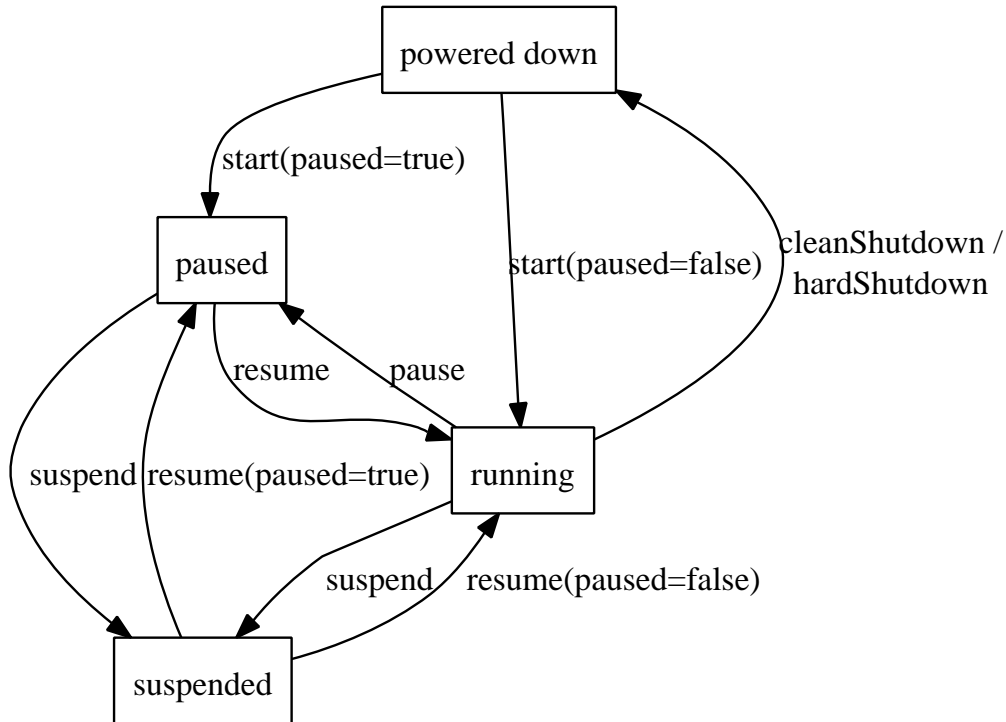 powered down
start(paused=true)
cleanShutdown /
hardShutdown
paused
start(paused=false)
resume
pause
suspend
resume(paused=true)
running
suspend
resume(paused=false)
suspended